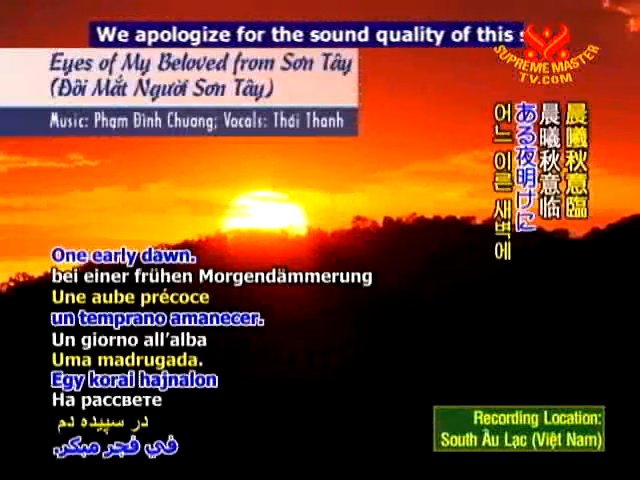 We apologize for the sound quality of this s
SUPREME MASTER
TV.COM
Eyes of My Beloved from Sơn Tây
(Đôi Mắt Người Sơn Tây)
Music: Phạm Đình Chuong; Vocals: Thái Thanh
晨曦秋意臨
晨曦秋意临
ある夜明けに
어느 이른 새벽에
One early dawn.
bei einer frühen Morgendämmerung
Une aube précoce
un temprano amanecer.
Un giorno all'alba
Uma madrugada.
Egy korai hajnalon
На рассвете
در سپیده دم
في فجر مبكر.
Recording Location:
South Âu Lạc (Việt Nam)